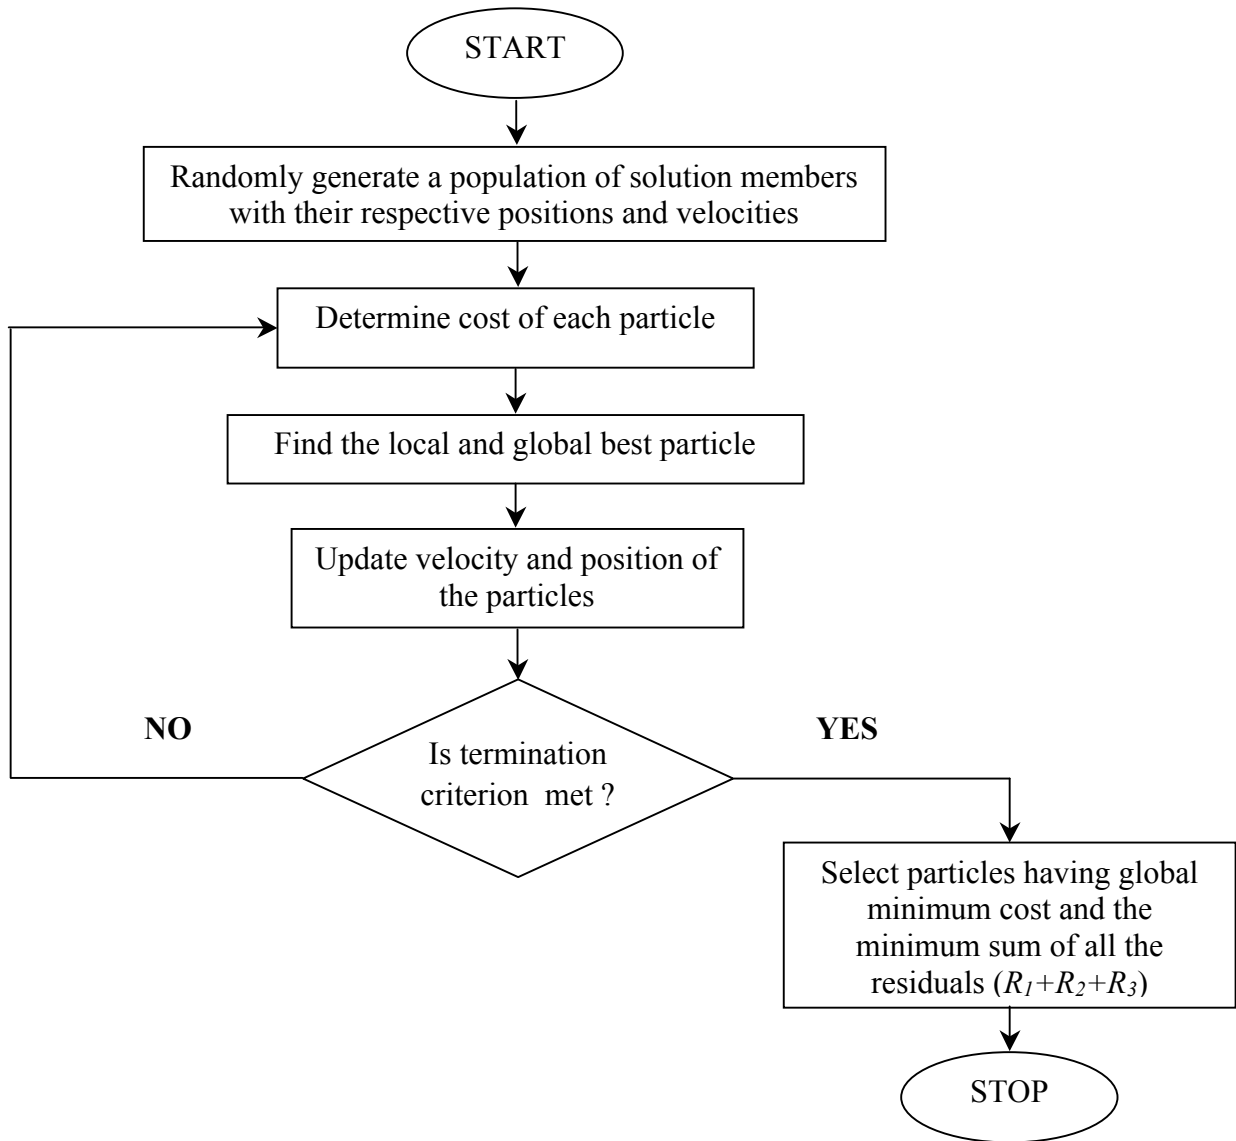 START
Randomly generate a population of solution members
with their respective positions and velocities
Determine cost of each particle
Find the local and global best particle
Update velocity and position of
the particles
NO
YES
Is termination
criterion met ?
Select particles having global
minimum cost and the
minimum sum of all the
residuals (R1+R2+R3)
STOP